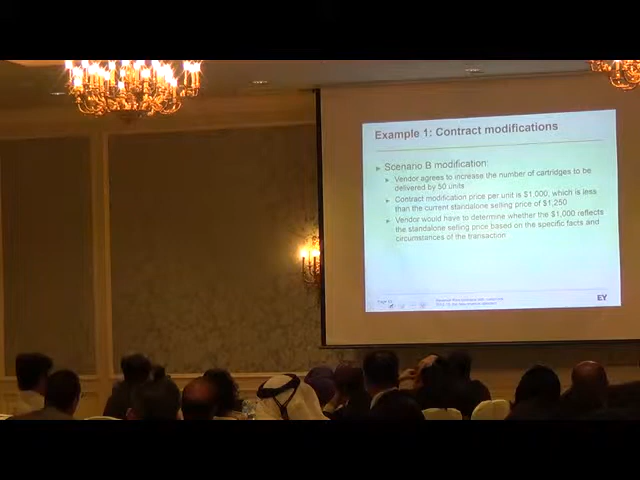 Example 1: Contract modifications
Scenario B modification:
Vendor agrees to increase the number of cartridges to be
delivered by 50 units
Contract modification price per unit is $1,000, which is less
than the current standalone selling price of $1,250
Vendor would have to determine whether the $1,000 reflects
the standalone selling price based on the specific facts and
circumstances of the transaction
Page
EY